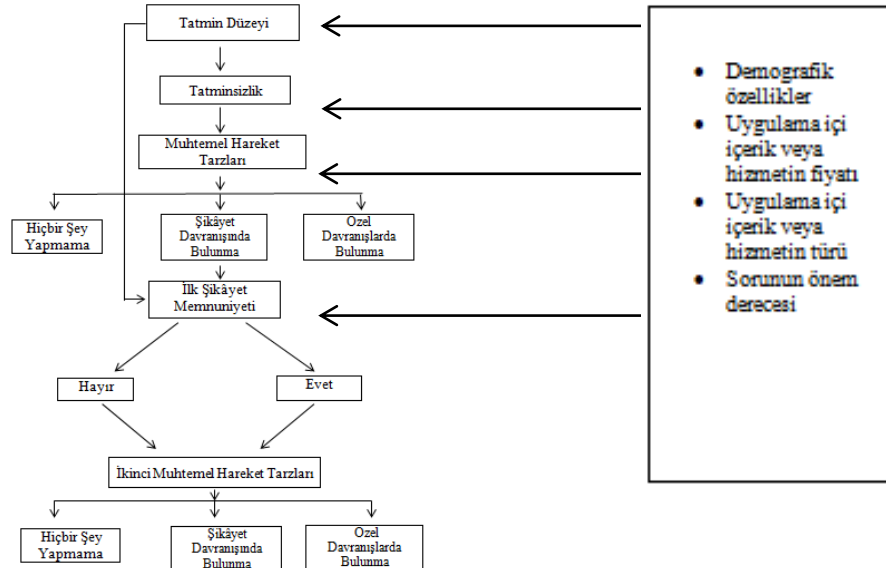 Tatmin Düzeyi
Tatminsizlik
Muhtemel Hareket
Tarzları
Hiçbir Şey
Yapmama
Şikâyet
Davranışında
Bulunma
Ozel
Davranışlarda
Bulunma
İlk Şikâyet
Memnuniyeti
Hayır
Evet
İkinci Muhtemel Hareket Tarzları
Hiçbir Şey
Yapmama
Şikâyet
Davranışında
Bulunma
Ozel
Davranışlarda
Bulunma
• Demografik
özellikler
• Uygulama içi
içerik veya
hizmetin fiyatı
• Uygulama içi
içerik veya
hizmetin türü
• Sorunun önem
derecesi